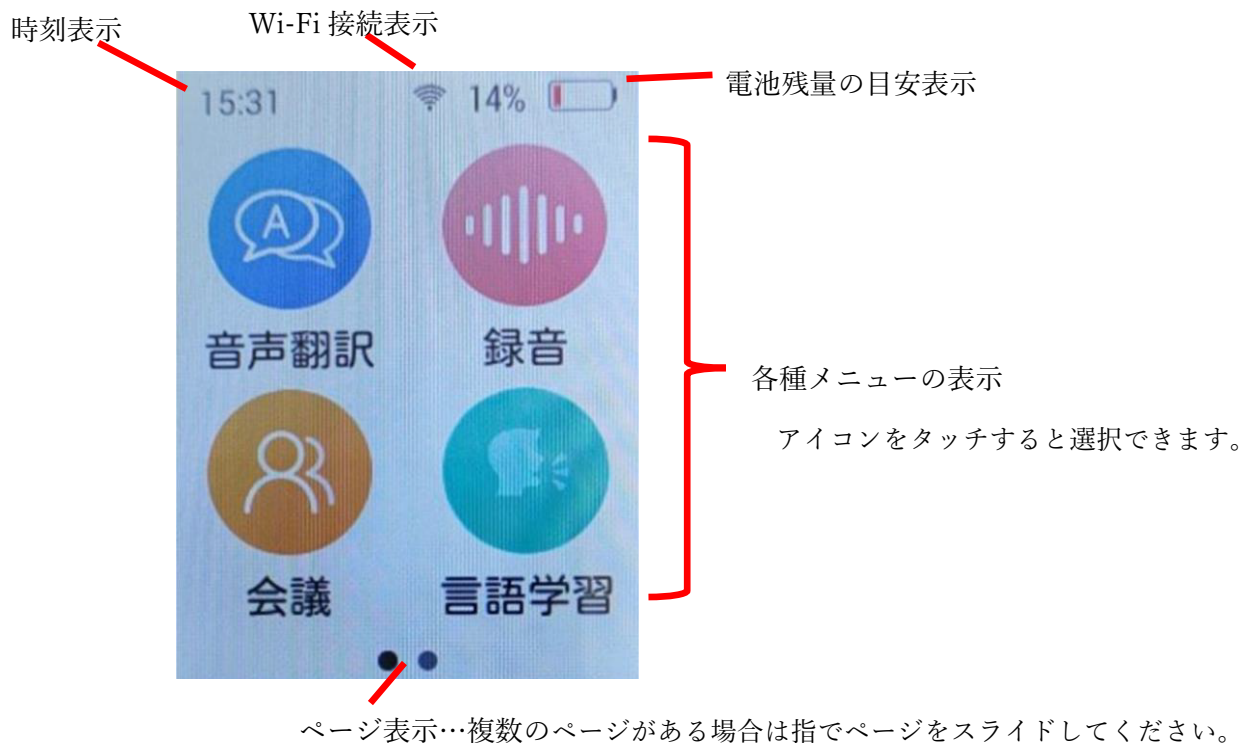 時刻表示
Wi-Fi 接続表示
電池残量の目安表示
15:31
14%
音声翻訳
録音
会議
言語学習
各種メニューの表示
アイコンをタッチすると選択できます。
ページ表示…複数のページがある場合は指でページをスライドしてください。